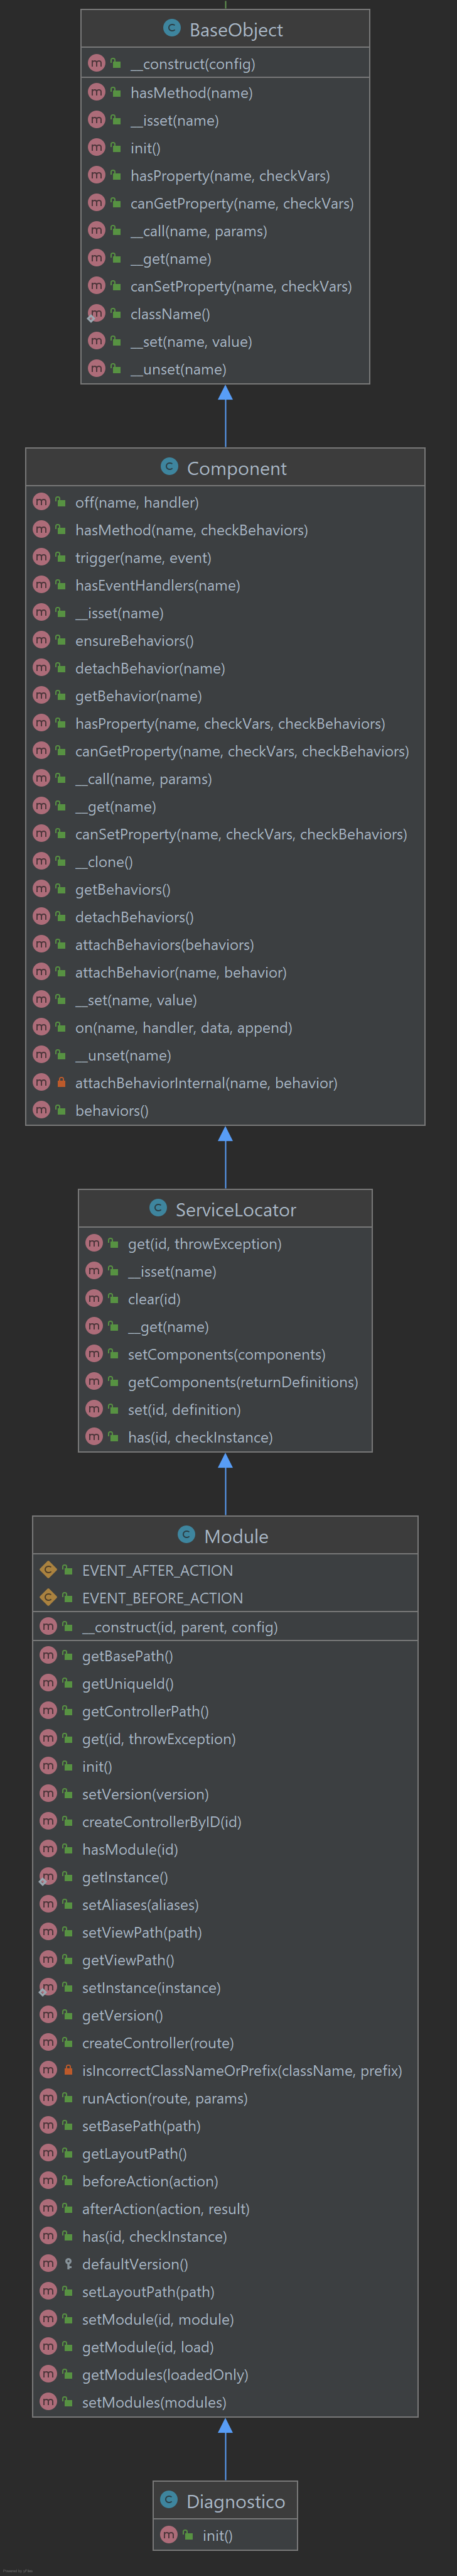 BaseObject
__construct(config)
hasMethod(name)
__isset(name)
init()
hasProperty(name, checkVars)
canGetProperty(name, checkVars)
__call(name, params)
__get(name)
canSetProperty(name, checkVars)
className()
__set(name, value)
__unset(name)
Component
off(name, handler)
hasMethod(name, checkBehaviors)
trigger(name, event)
hasEventHandlers(name)
__isset(name)
ensureBehaviors()
detachBehavior(name)
getBehavior(name)
hasProperty(name, checkVars, checkBehaviors)
canGetProperty(name, checkVars, checkBehaviors)
__call(name, params)
__get(name)
canSetProperty(name, checkVars, checkBehaviors)
__clone()
getBehaviors()
detachBehaviors()
attachBehaviors(behaviors)
attachBehavior(name, behavior)
__set(name, value)
on(name, handler, data, append)
__unset(name)
attachBehaviorInternal(name, behavior)
behaviors()
ServiceLocator
get(id, throwException)
__isset(name)
clear(id)
__get(name)
setComponents(components)
getComponents(returnDefinitions)
set(id, definition)
has(id, checkInstance)
Module
EVENT_AFTER_ACTION
EVENT_BEFORE_ACTION
__construct(id, parent, config)
getBasePath()
getUniqueId()
getControllerPath()
get(id, throwException)
init()
setVersion(version)
createControllerByID(id)
hasModule(id)
getInstance()
setAliases(aliases)
setViewPath(path)
getViewPath()
setInstance(instance)
getVersion()
createController(route)
isIncorrectClassNameOrPrefix(className, prefix)
runAction(route, params)
setBasePath(path)
getLayoutPath()
beforeAction(action)
afterAction(action, result)
has(id, checkInstance)
defaultVersion()
setLayoutPath(path)
setModule(id, module)
getModule(id, load)
getModules(loadedOnly)
setModules(modules)
Diagnostico
init()
Powered by yFiles